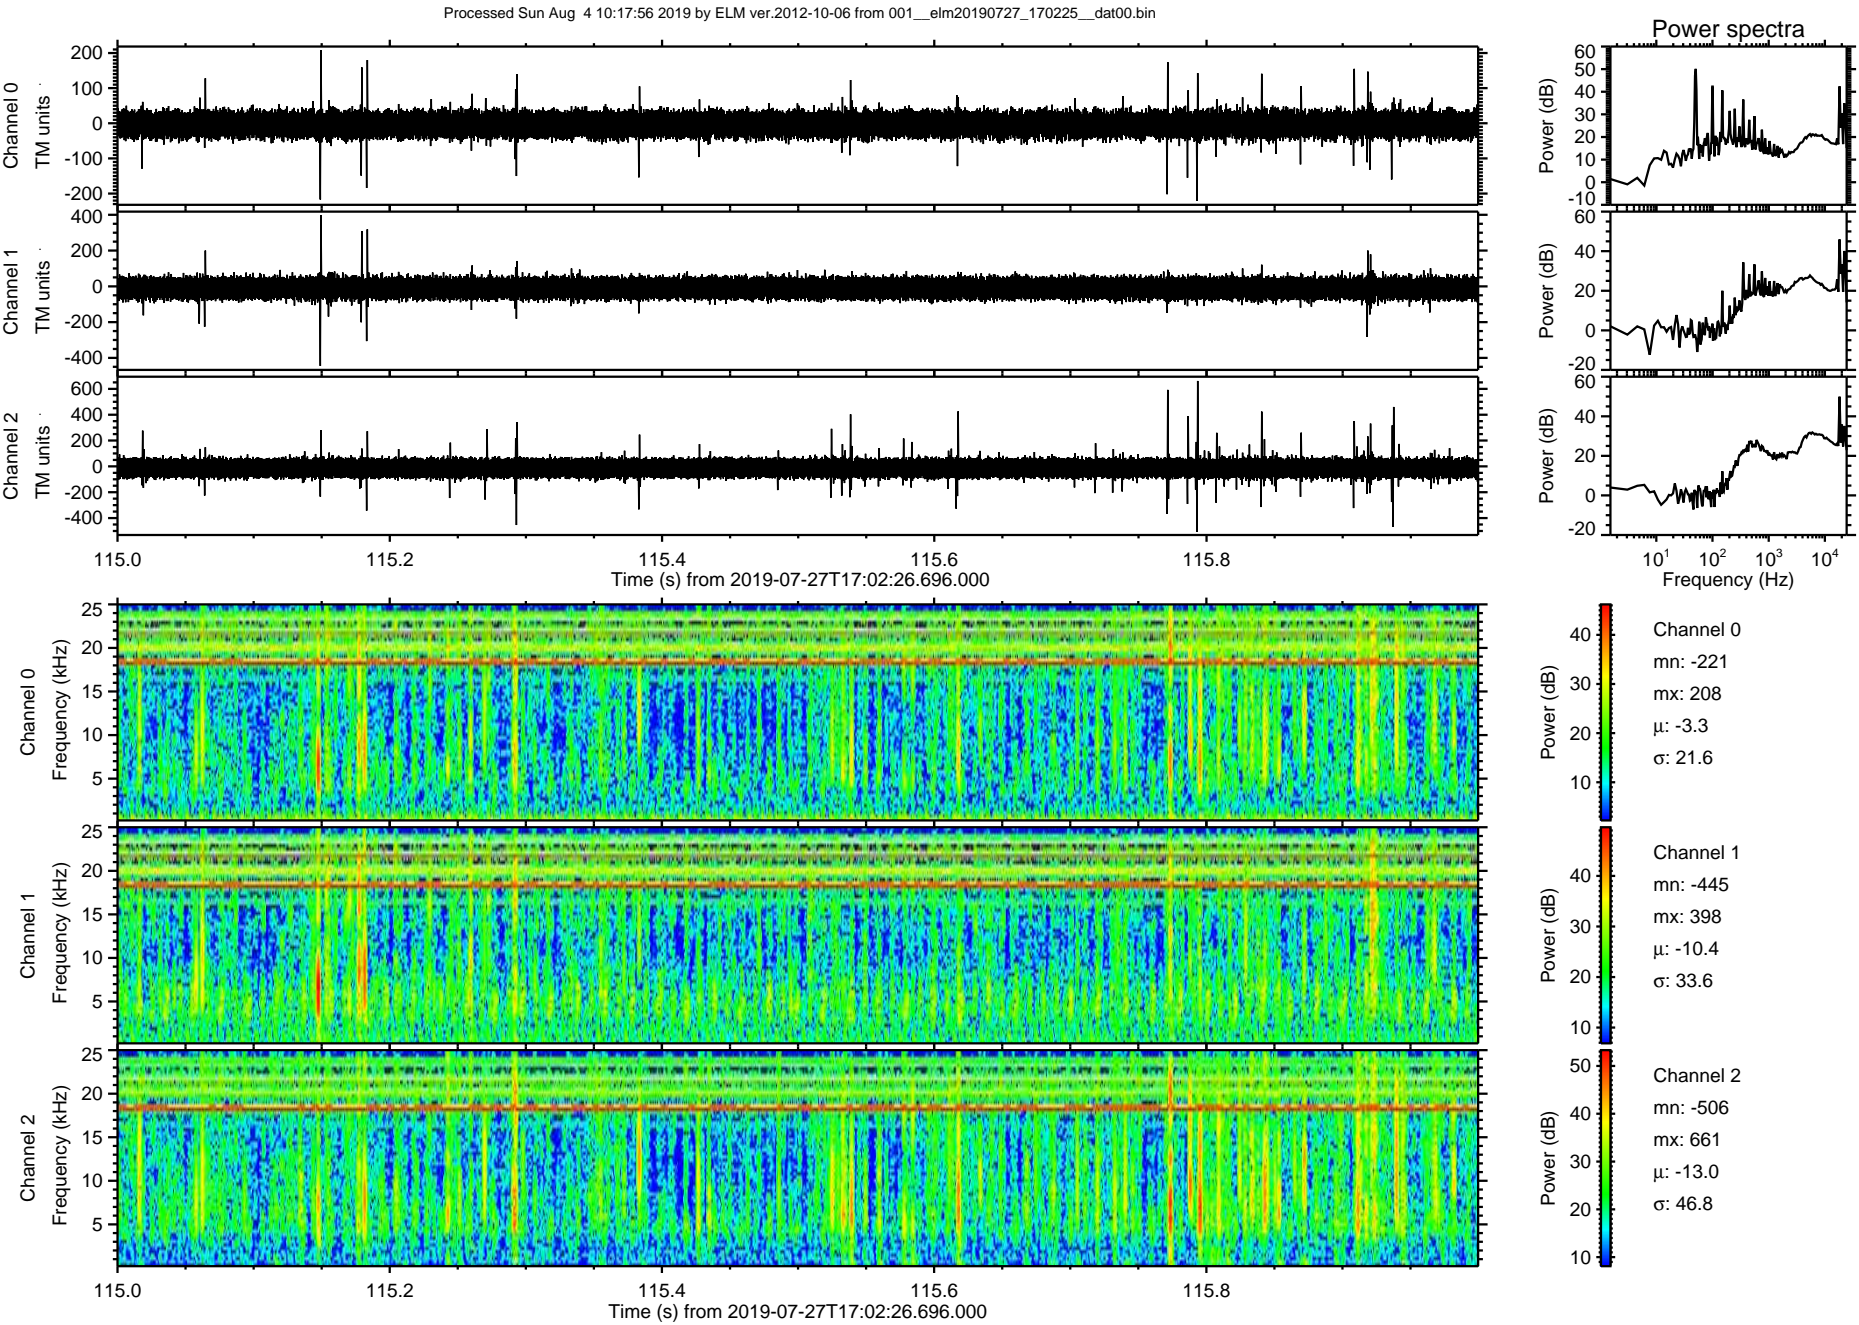 Processed Sun Aug  4 10:17:56 2019 by ELM ver.2012-10-06 from 001__elm20190727_170225__dat00.bin
Power spectra
Channel 0
TM units
200
100
0
-100
-200
Power (dB)
60
50
40
30
20
10
0
-10
Channel 1
TM units
400
200
0
-200
-400
Power (dB)
60
40
20
0
-20
Channel 2
TM units
600
400
200
0
-200
-400
Power (dB)
60
40
20
0
-20
115.0 115.2 115.4 115.6 115.8
Time (s) from 2019-07-27T17:02:26.696.000
10¹ 10² 10³ 10⁴
Frequency (Hz)
Channel 0
Frequency (kHz)
25
20
15
10
5
Power (dB)
40
30
20
10
Channel 0
mn: -221
mx: 208
µ: -3.3
σ: 21.6
Channel 1
Frequency (kHz)
25
20
15
10
5
Power (dB)
40
30
20
10
Channel 1
mn: -445
mx: 398
µ: -10.4
σ: 33.6
Channel 2
Frequency (kHz)
25
20
15
10
5
Power (dB)
50
40
30
20
10
Channel 2
mn: -506
mx: 661
µ: -13.0
σ: 46.8
115.0 115.2 115.4 115.6 115.8
Time (s) from 2019-07-27T17:02:26.696.000